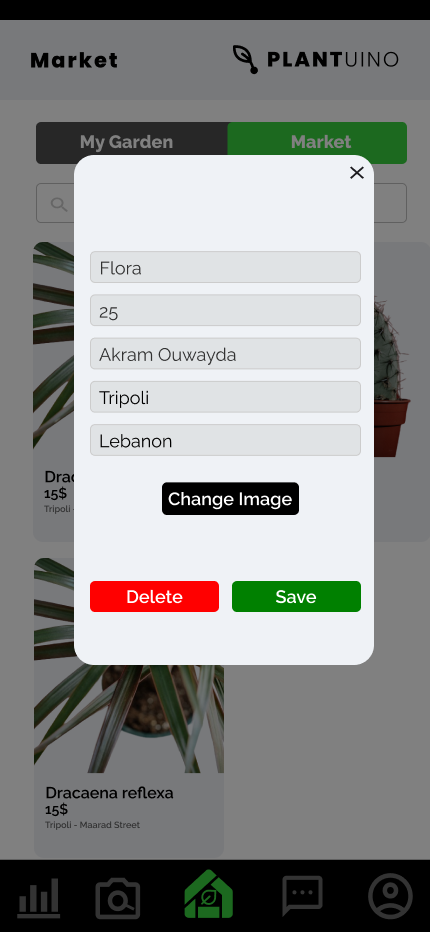 Market
PLANTUINO
My Garden
Market
Flora
25
Akram Ouwayda
Tripoli
Lebanon
Change Image
Delete
Save
15$
Tripoli -
Dracaena reflexa
15$
Tripoli - Maarad Street